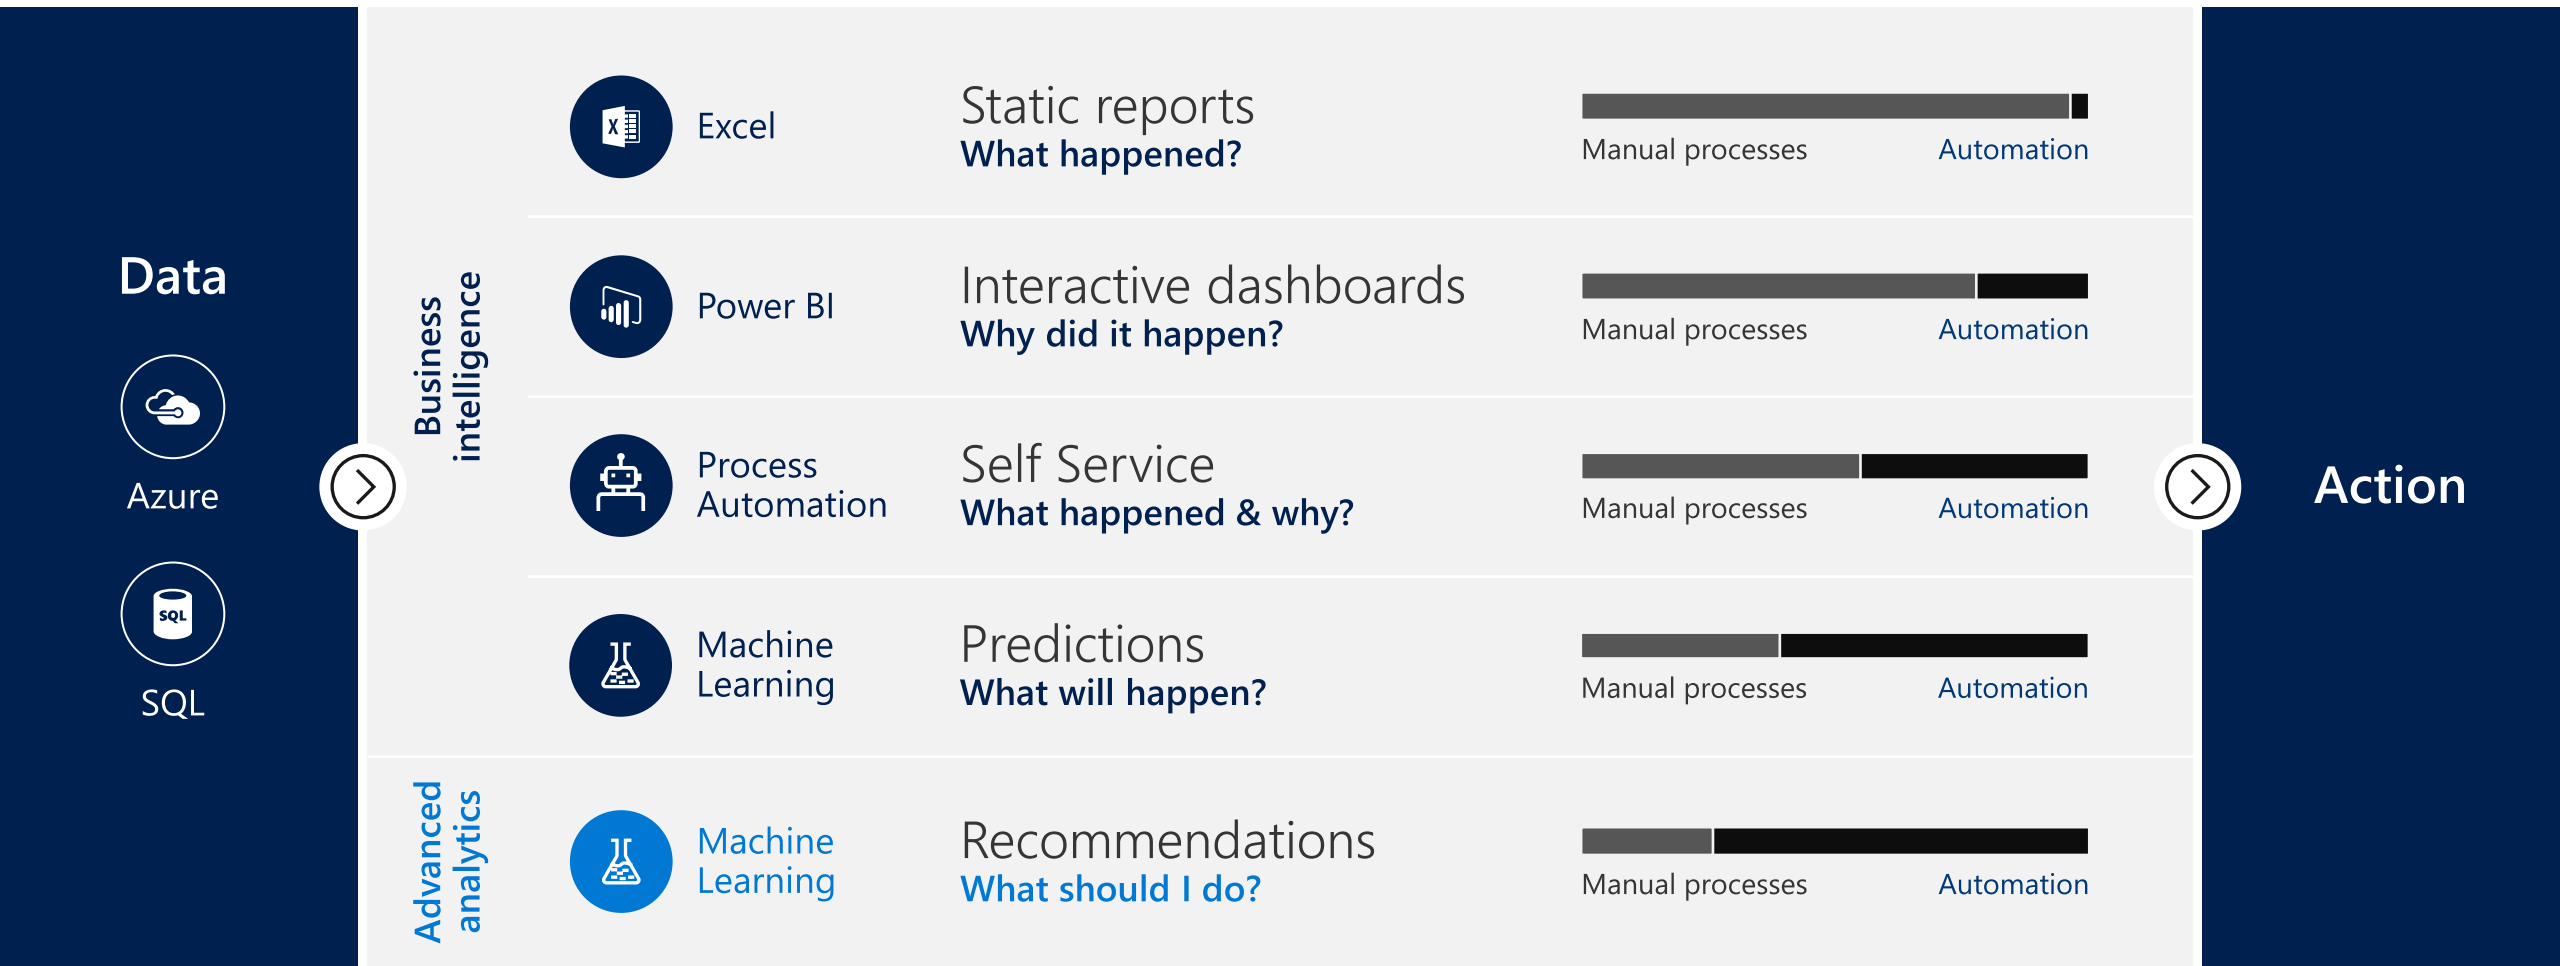 Data
Azure
SQL
SQL
Business
intelligence
X
Excel
Static reports
What happened?
Manual processes
Automation
Power BI
Interactive dashboards
Why did it happen?
Manual processes
Automation
Process
Automation
Self Service
What happened & why?
Manual processes
Automation
Machine
Learning
Predictions
What will happen?
Manual processes
Automation
Advanced
analytics
Machine
Learning
Recommendations
What should I do?
Manual processes
Automation
Action